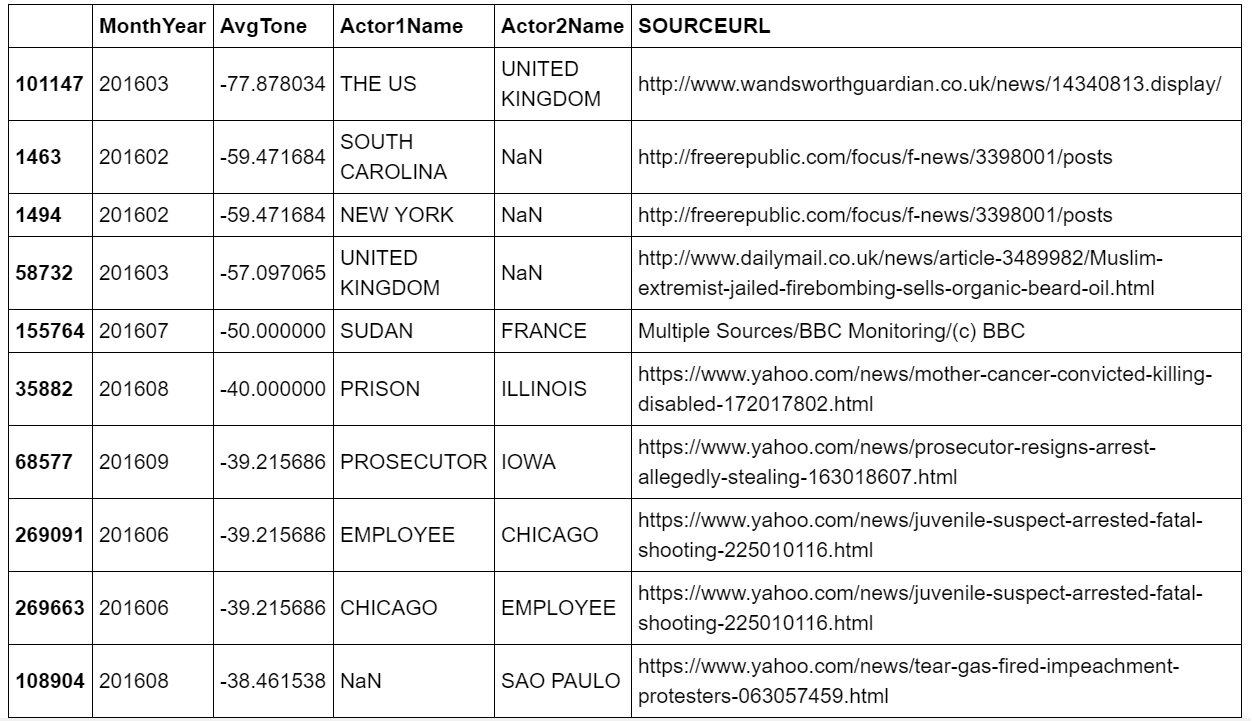 MonthYear AvgTone Actor1Name Actor2Name SOURCEURL
101147 201603 -77.878034 THE US UNITED KINGDOM http://www.wandsworthguardian.co.uk/news/14340813.display/
1463 201602 -59.471684 SOUTH CAROLINA NaN http://freerepublic.com/focus/f-news/3398001/posts
1494 201602 -59.471684 NEW YORK NaN http://freerepublic.com/focus/f-news/3398001/posts
58732 201603 -57.097065 UNITED KINGDOM NaN http://www.dailymail.co.uk/news/article-3489982/Muslim-extremist-jailed-firebombing-sells-organic-beard-oil.html
155764 201607 -50.000000 SUDAN FRANCE Multiple Sources/BBC Monitoring/(c) BBC
35882 201608 -40.000000 PRISON ILLINOIS https://www.yahoo.com/news/mother-cancer-convicted-killing-disabled-172017802.html
68577 201609 -39.215686 PROSECUTOR IOWA https://www.yahoo.com/news/prosecutor-resigns-arrest-allegedly-stealing-163018607.html
269091 201606 -39.215686 EMPLOYEE CHICAGO https://www.yahoo.com/news/juvenile-suspect-arrested-fatal-shooting-225010116.html
269663 201606 -39.215686 CHICAGO EMPLOYEE https://www.yahoo.com/news/juvenile-suspect-arrested-fatal-shooting-225010116.html
108904 201608 -38.461538 NaN SAO PAULO https://www.yahoo.com/news/tear-gas-fired-impeachment-protesters-063057459.html